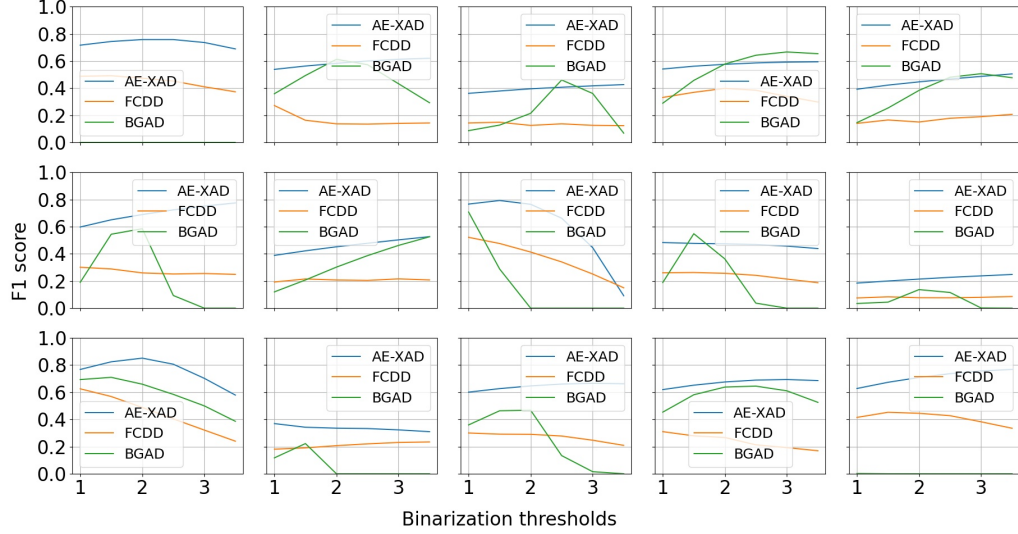 1.0
0.8
0.6
0.4
0.2
0.0
AE-XAD
FCDD
BGAD
AE-XAD
FCDD
BGAD
AE-XAD
FCDD
BGAD
AE-XAD
FCDD
BGAD
AE-XAD
FCDD
BGAD
F1 score
1.0
0.8
0.6
0.4
0.2
0.0
AE-XAD
FCDD
BGAD
AE-XAD
FCDD
BGAD
AE-XAD
FCDD
BGAD
AE-XAD
FCDD
BGAD
AE-XAD
FCDD
BGAD
1.0
0.8
0.6
0.4
0.2
0.0
AE-XAD
FCDD
BGAD
AE-XAD
FCDD
BGAD
AE-XAD
FCDD
BGAD
AE-XAD
FCDD
BGAD
AE-XAD
FCDD
BGAD
1 2 3
1 2 3
1 2 3
1 2 3
1 2 3
Binarization thresholds